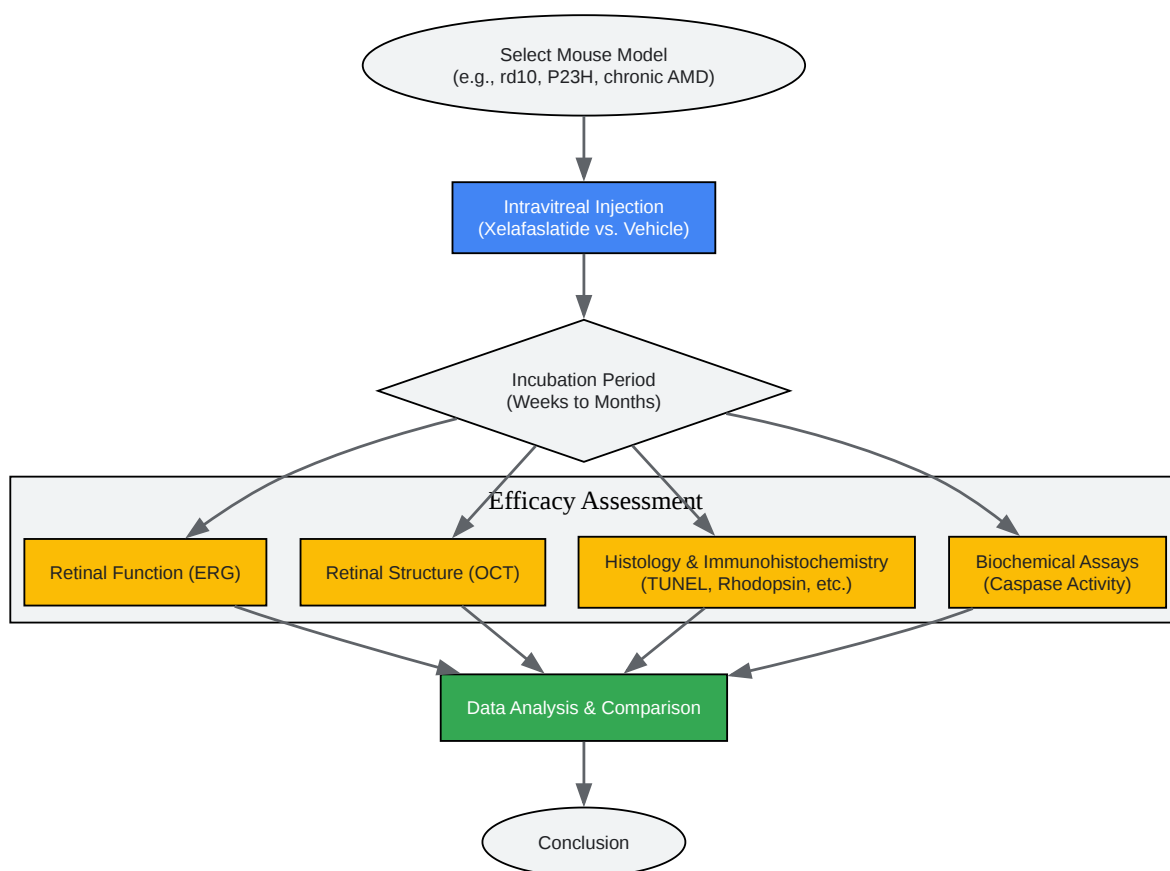 Select Mouse Model
(e.g., rd10, P23H, chronic AMD)
Intravitreal Injection
(Xelafaslatide vs. Vehicle)
Incubation Period
(Weeks to Months)
Efficacy Assessment
Retinal Function (ERG)
Retinal Structure (OCT)
Histology & Immunohistochemistry
(TUNEL, Rhodopsin, etc.)
Biochemical Assays
(Caspase Activity)
Data Analysis & Comparison
Conclusion